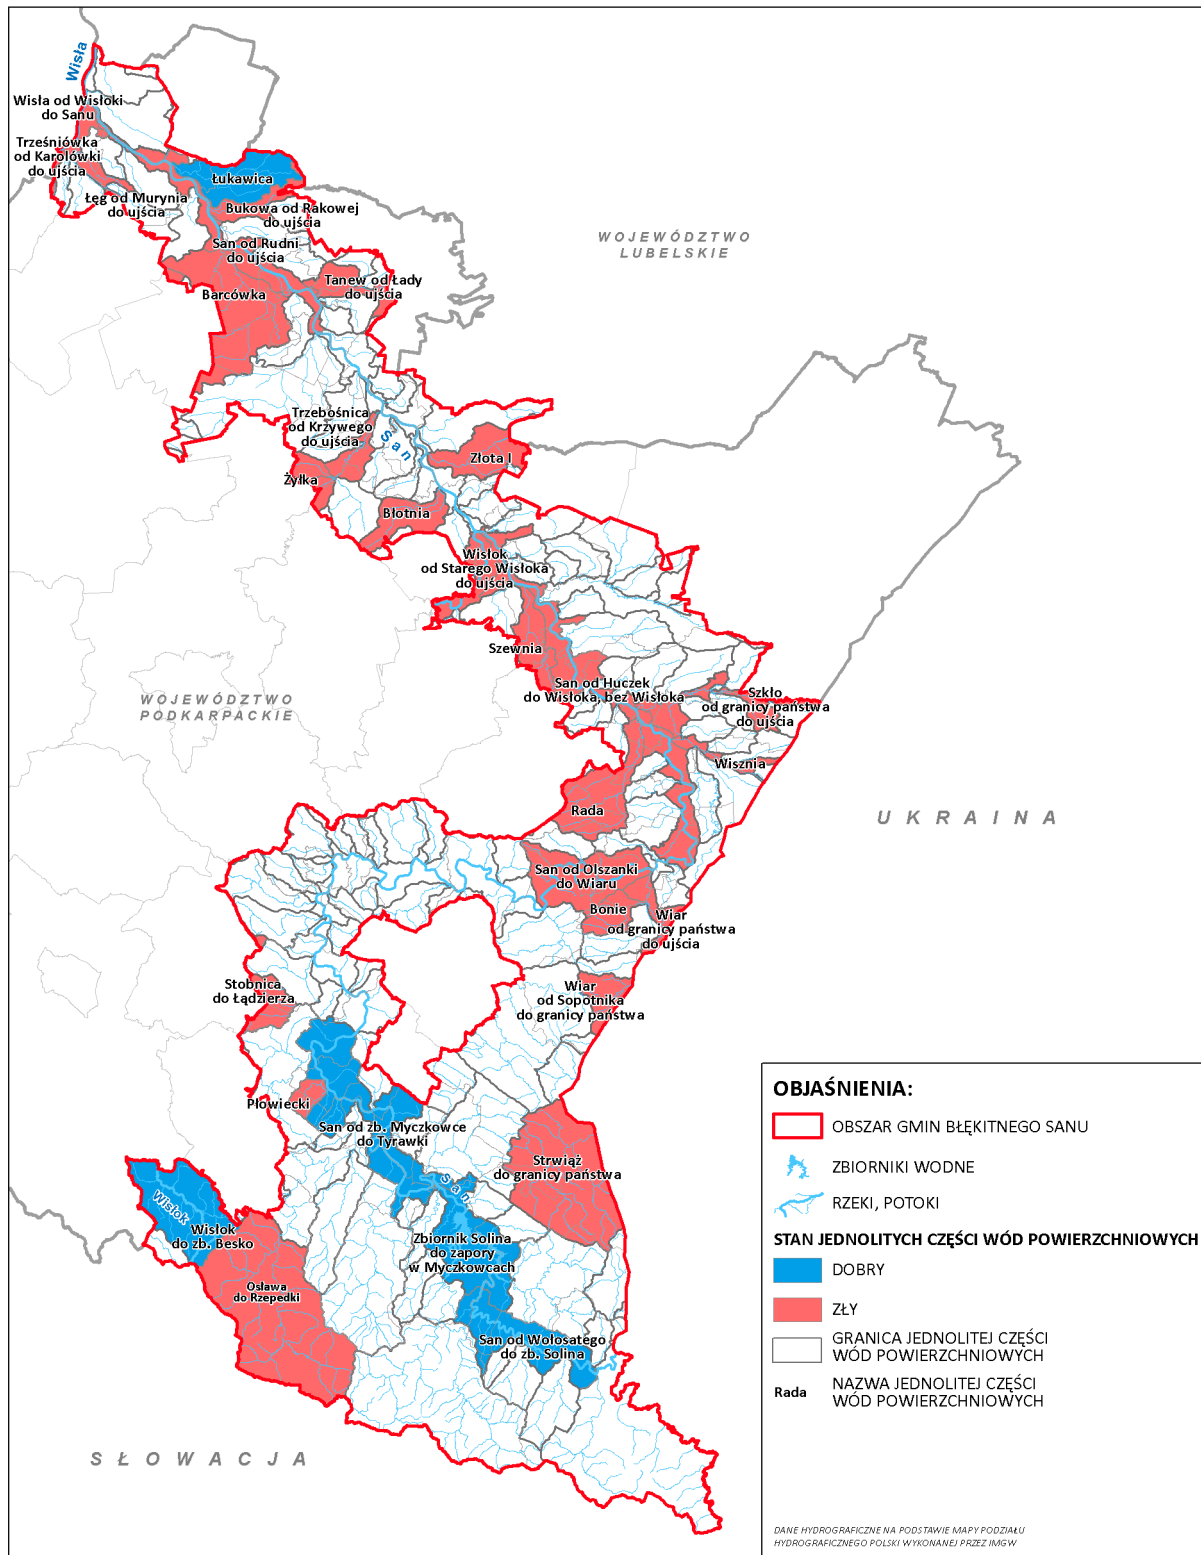 Wisła
Wisła od Wisłoki
do Sanu
Trześniówka
od Karolówki
do ujścia
Łęg od Murynia
do ujścia
Łukawica
Bukowa od Rakowej
do ujścia
San od Rudni
do ujścia
Tanew od Łady
do ujścia
Barcówka
WOJEWÓDZTWO
LUBELSKIE
Trzebośnica
od Krzywego
do ujścia
San
Złota I
Żyłka
Błotnia
Wisłok
od Starego Wisłoka
do ujścia
Szewnia
San od Huczek
do Wisłoka, bez Wisłoka
Szkło
od granicy państwa
do ujścia
WOJEWÓDZTWO
PODKARPACKIE
Wisznia
Rada
UKRAINA
San od Olszanki
do Wiaru
Bonie
Wiar
od granicy państwa
do ujścia
Stobnica
do Łądzierza
Wiar
od Sopotnika
do granicy państwa
Płowiecki
San od zb. Myczkowce
do Tyrawki
Strwiąż
do granicy państwa
San
Wisłok
Wisłok
do zb. Besko
Zbiornik Solina
do zapory
w Myczkowcach
Osława
do Rzepedki
San od Wołosatego
do zb. Solina
SŁOWACJA
OBJAŚNIENIA:
OBSZAR GMIN BŁĘKITNEGO SANU
ZBIORNIKI WODNE
RZEKI, POTOKI
STAN JEDNOLITYCH CZĘŚCI WÓD POWIERZCHNIOWYCH
DOBRY
ZŁY
GRANICA JEDNOLITEJ CZĘŚCI
WÓD POWIERZCHNIOWYCH
Rada
NAZWA JEDNOLITEJ CZĘŚCI
WÓD POWIERZCHNIOWYCH
DANE HYDROGRAFICZNE NA PODSTAWIE MAPY PODZIAŁU
HYDROGRAFICZNEGO POLSKI WYKONANEJ PRZEZ IMGW